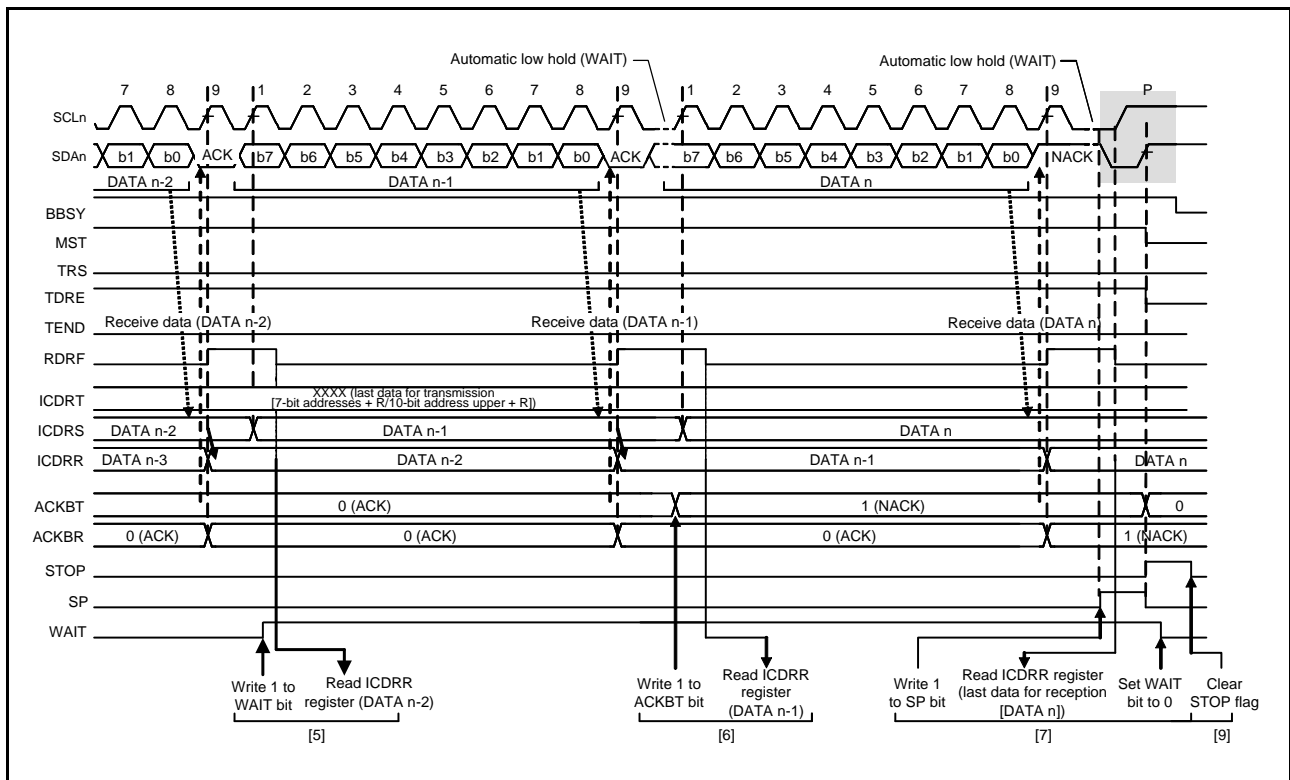 Automatic low hold (WAIT)
Automatic low hold (WAIT)
7 8 9 1 2 3 4 5 6 7 8 9 1 2 3 4 5 6 7 8 9 P
SCLn
SDAn b1 b0 ACK b7 b6 b5 b4 b3 b2 b1 b0 ACK b7 b6 b5 b4 b3 b2 b1 b0 NACK
DATA n-2 DATA n-1 DATA n
BBSY
MST
TRS
TDRE
TEND Receive data (DATA n-2) Receive data (DATA n-1) Receive data (DATA n)
RDRF
ICDRT XXXX (last data for transmission
[7-bit addresses + R/10-bit address upper + R])
ICDRS DATA n-2 DATA n-1 DATA n
ICDRR DATA n-3 DATA n-2 DATA n-1 DATA n
ACKBT 0 (ACK) 1 (NACK) 0
ACKBR 0 (ACK) 0 (ACK) 0 (ACK) 1 (NACK)
STOP
SP
WAIT
Write 1 to
WAIT bit
Read ICDRR
register (DATA n-2)
[5]
Write 1 to
ACKBT bit
Read ICDRR
register
(DATA n-1)
[6]
Write 1
to SP bit
Read ICDRR register
(last data for reception
[DATA n])
Set WAIT
bit to 0
[7]
Clear
STOP flag
[9]